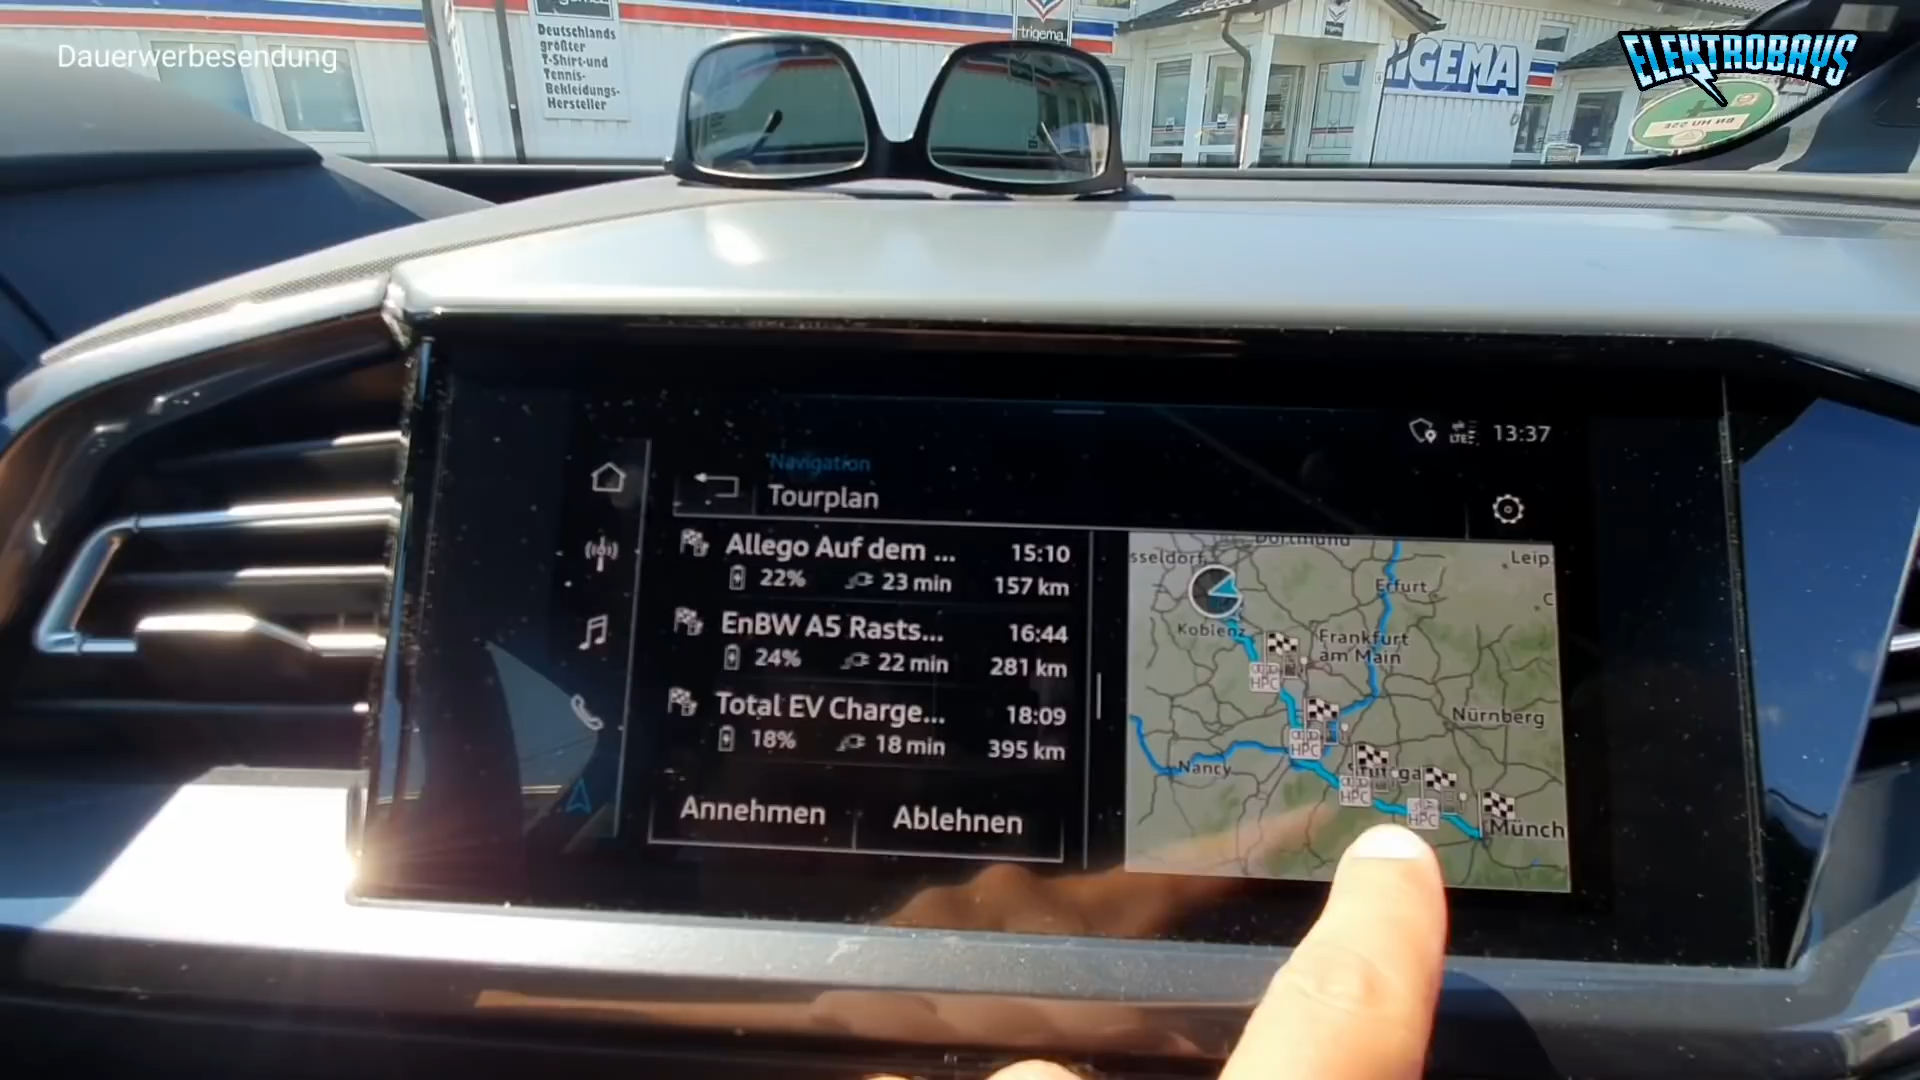 Dauerwerbesendung
Deutschlands
größter
T-Shirt-und
Tennis-
Bekleidungs-
Hersteller
trigema
TRIGEMA
ELEKTROBAYS
LTE 13:37
Navigation
Tourplan
Allego Auf dem ... 15:10
22% 23 min 157 km
EnBW A5 Rasts... 16:44
24% 22 min 281 km
Total EV Charge... 18:09
18% 18 min 395 km
Annehmen Ablehnen
Dortmund
sseldorf
Leip
Erfurt
C
Koblenz
Frankfurt
am Main
HPC
Nürnberg
HPC
Nancy
HPC
HPC
Münch